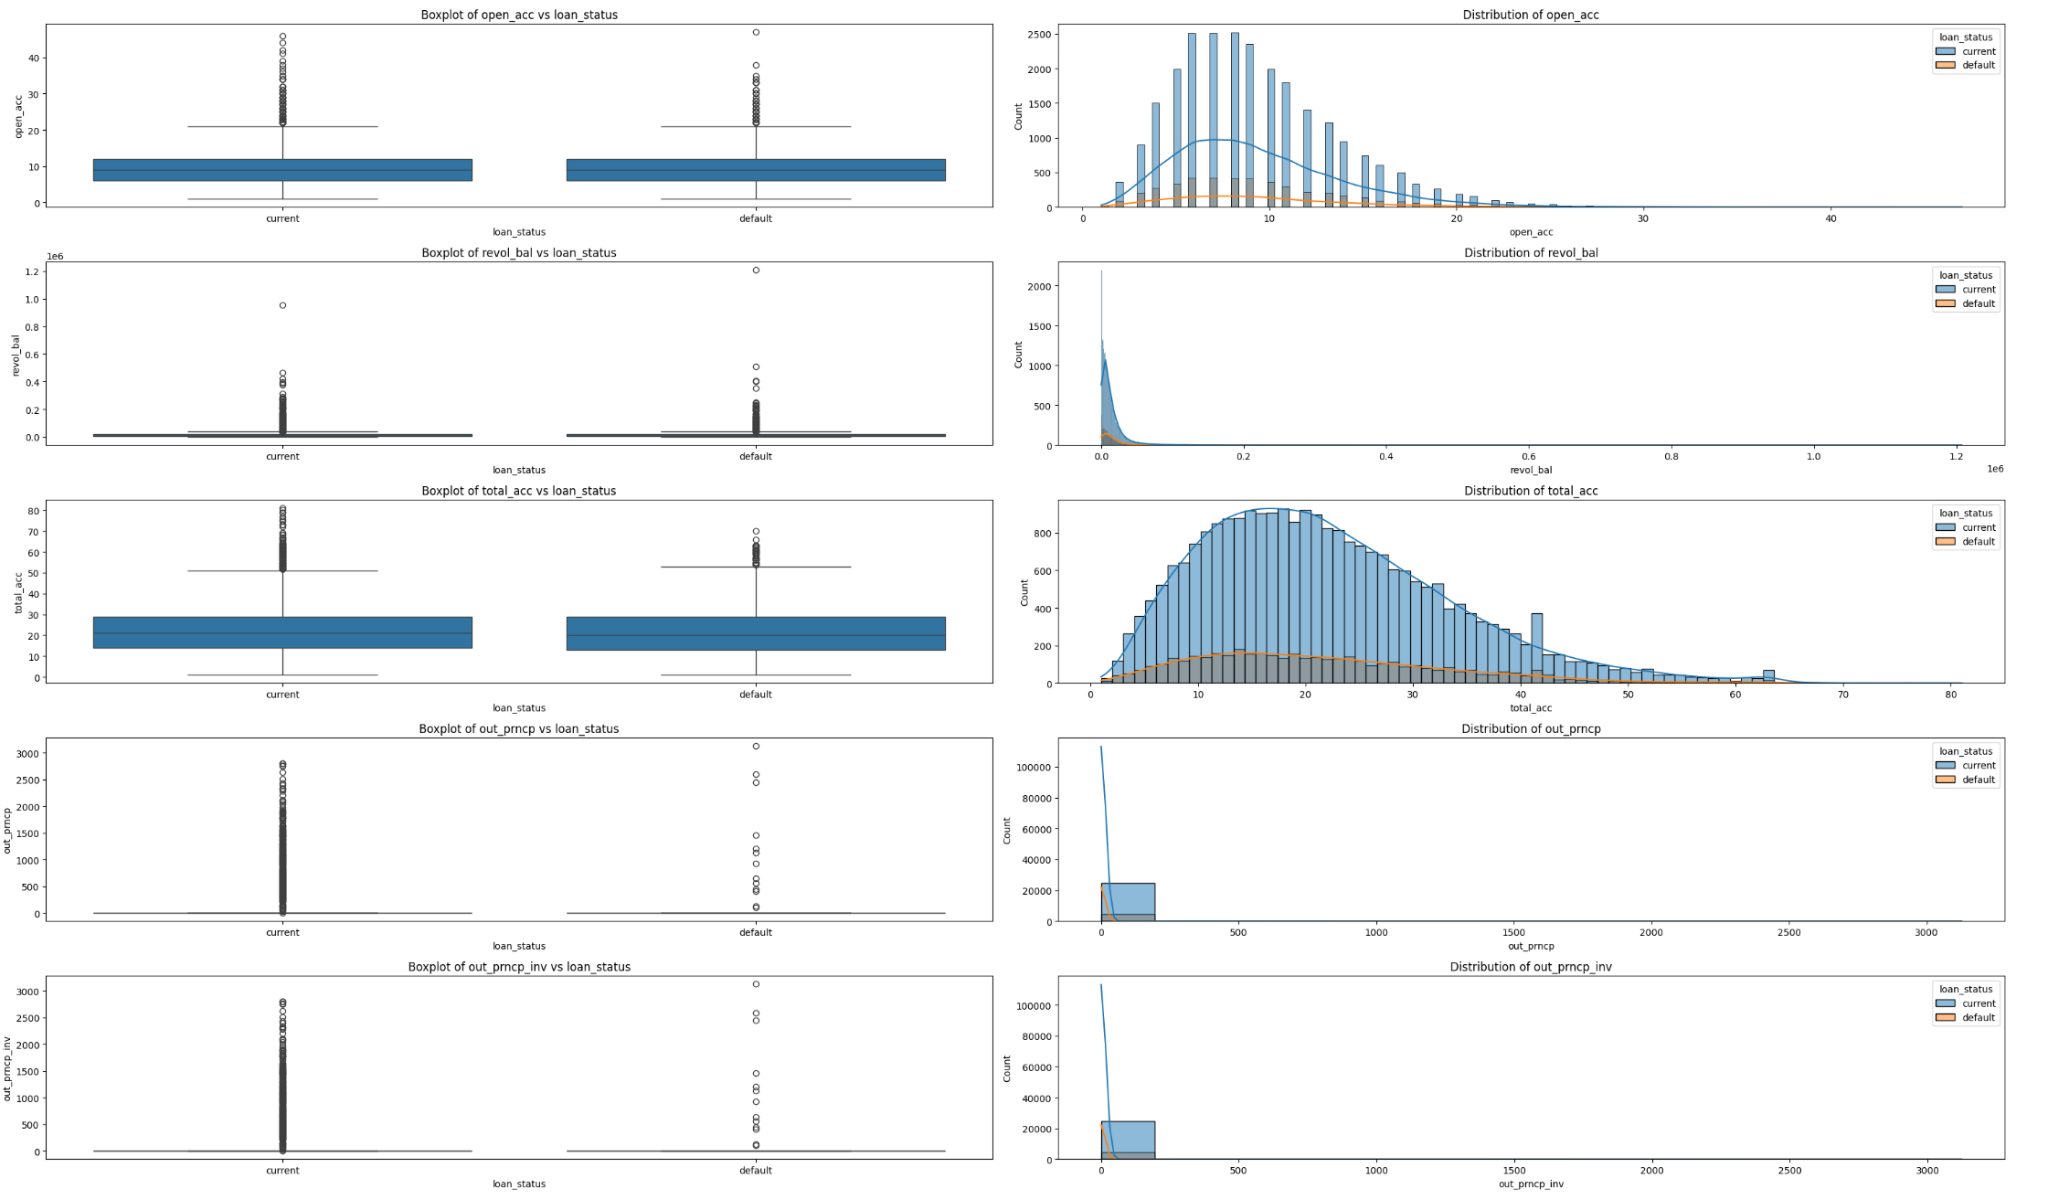 Boxplot of open_acc vs loan_status
open_acc
40
30
20
10
0
current
default
loan_status
Distribution of open_acc
Count
2500
2000
1500
1000
500
0
0
10
20
30
40
open_acc
loan_status
current
default
Boxplot of revol_bal vs loan_status
1e6
revol_bal
1.2
1.0
0.8
0.6
0.4
0.2
0.0
current
default
loan_status
Distribution of revol_bal
Count
2000
1500
1000
500
0
0.0
0.2
0.4
0.6
0.8
1.0
1.2
1e6
revol_bal
loan_status
current
default
Boxplot of total_acc vs loan_status
total_acc
80
70
60
50
40
30
20
10
0
current
default
loan_status
Distribution of total_acc
Count
800
600
400
200
0
0
10
20
30
40
50
60
70
80
total_acc
loan_status
current
default
Boxplot of out_prncp vs loan_status
out_prncp
3000
2500
2000
1500
1000
500
0
current
default
loan_status
Distribution of out_prncp
Count
100000
80000
60000
40000
20000
0
0
500
1000
1500
2000
2500
3000
out_prncp
loan_status
current
default
Boxplot of out_prncp_inv vs loan_status
out_prncp_inv
3000
2500
2000
1500
1000
500
0
current
default
loan_status
Distribution of out_prncp_inv
Count
100000
80000
60000
40000
20000
0
0
500
1000
1500
2000
2500
3000
out_prncp_inv
loan_status
current
default